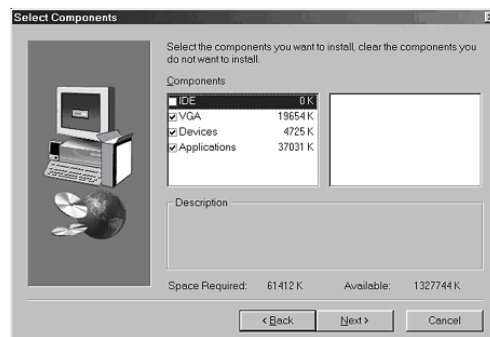 Select Components
Select the components you want to install, clear the components you
do not want to install.
Components
IDE 0 K
VGA 19654 K
Devices 4725 K
Applications 37031 K
Description
Space Required: 61412 K Available: 1327744 K
< Back Next > Cancel